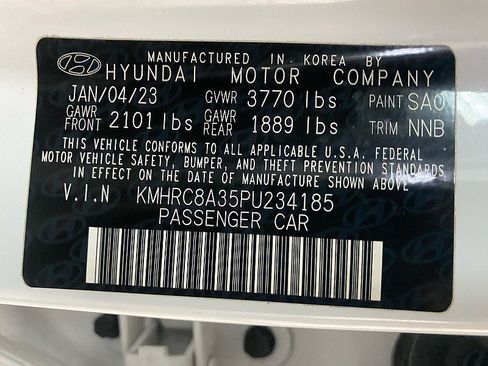 MANUFACTURED IN KOREA BY
HYUNDAI MOTOR COMPANY
JAN/04/23 GVWR 3770 lbs PAINT SAO
GAWR FRONT 2101 lbs GAWR REAR 1889 lbs TRIM NNB
THIS VEHICLE CONFORMS TO ALL APPLICABLE U.S.A. FEDERAL
MOTOR VEHICLE SAFETY, BUMPER, AND THEFT PREVENTION STANDARDS
IN EFFECT ON THE DATE OF MANUFACTURE SHOWN ABOVE
V.I.N KMHRC8A35PU234185
PASSENGER CAR